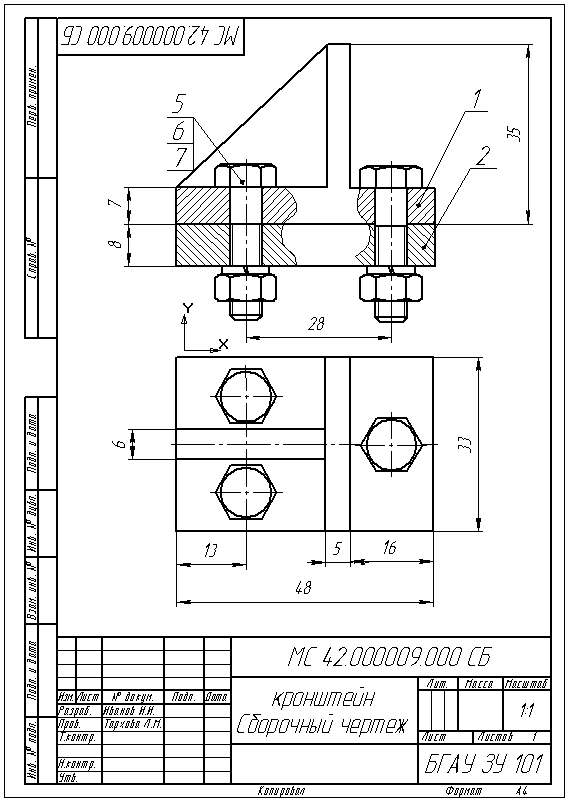 МС 42.000009.000 СБ
Перв. примен.
Справ. №
Подп. и дата
Инв. № дубл.
Взам. инв. №
Подп. и дата
Инв. № подл.
5
6
7
1
2
35
7
8
Y
X
28
6
33
13
5
16
48
МС 42.000009.000 СБ
Изм. Лист № докум. Подп. Дата
Разраб. Иванов И.И.
Пров. Тархова Л.М.
Т.контр.
Н.контр.
Утв.
кронштейн
Сборочный чертеж
Лит. Масса Масштаб
1:1
Лист Листов 1
БГАУ ЗУ 101
Копировал Формат А4